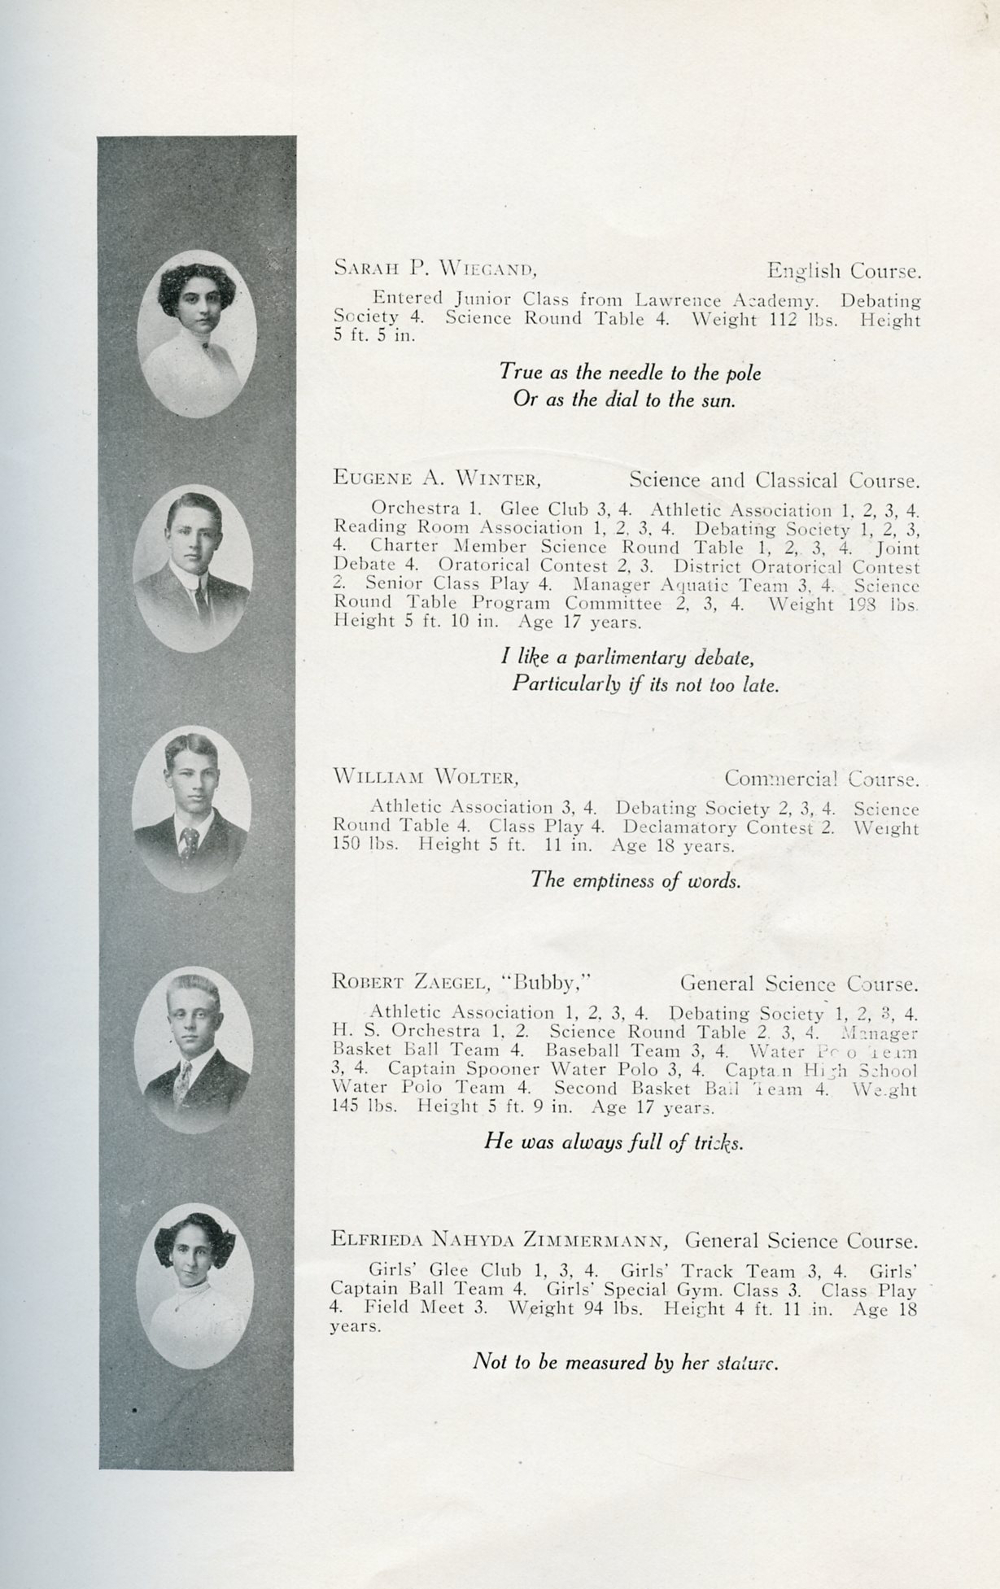 Sarah P. Wiegand, English Course.
Entered Junior Class from Lawrence Academy. Debating
Society 4. Science Round Table 4. Weight 112 lbs. Height
5 ft. 5 in.
True as the needle to the pole
Or as the dial to the sun.
Eugene A. Winter, Science and Classical Course.
Orchestra 1. Glee Club 3, 4. Athletic Association 1, 2, 3, 4.
Reading Room Association 1, 2, 3, 4. Debating Society 1, 2, 3,
4. Charter Member Science Round Table 1, 2, 3, 4. Joint
Debate 4. Oratorical Contest 2, 3. District Oratorical Contest
2. Senior Class Play 4. Manager Aquatic Team 3, 4. Science
Round Table Program Committee 2, 3, 4. Weight 198 lbs.
Height 5 ft. 10 in. Age 17 years.
I like a parlimentary debate,
Particularly if its not too late.
William Wolter, Commercial Course.
Athletic Association 3, 4. Debating Society 2, 3, 4. Science
Round Table 4. Class Play 4. Declamatory Contest 2. Weight
150 lbs. Height 5 ft. 11 in. Age 18 years.
The emptiness of words.
Robert Zaegel, "Bubby," General Science Course.
Athletic Association 1, 2, 3, 4. Debating Society 1, 2, 3, 4.
H. S. Orchestra 1, 2. Science Round Table 2, 3, 4. Manager
Basket Ball Team 4. Baseball Team 3, 4. Water Polo Team
3, 4. Captain Spooner Water Polo 3, 4. Captain High School
Water Polo Team 4. Second Basket Ball Team 4. Weight
145 lbs. Height 5 ft. 9 in. Age 17 years.
He was always full of tricks.
Elfrieda Nahyda Zimmermann, General Science Course.
Girls' Glee Club 1, 3, 4. Girls' Track Team 3, 4. Girls'
Captain Ball Team 4. Girls' Special Gym. Class 3. Class Play
4. Field Meet 3. Weight 94 lbs. Height 4 ft. 11 in. Age 18
years.
Not to be measured by her stature.